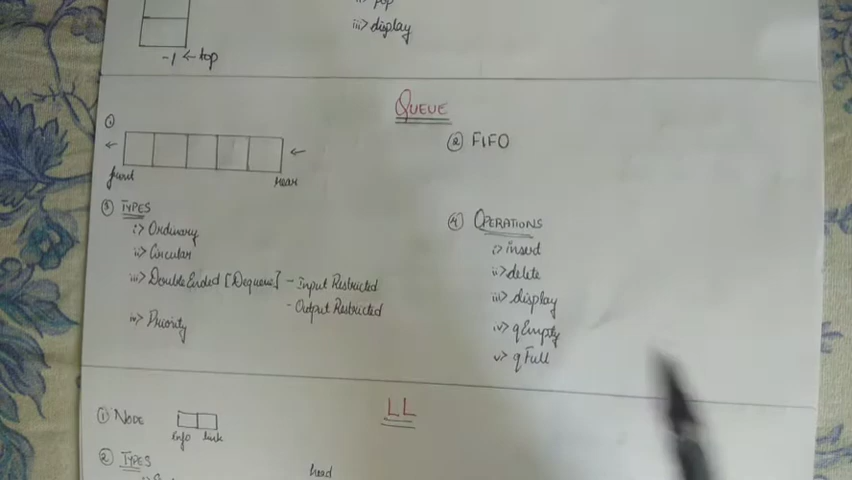 ii> pop
iii> display
-1 ← top
QUEUE
①
← ←
front rear
② FIFO
③ TYPES
i> Ordinary
ii> Circular
iii> Double Ended [Dequeue] - Input Restricted
- Output Restricted
iv> Priority
④ OPERATIONS
i> insert
ii> delete
iii> display
iv> qEmpty
v> qFull
LL
① NODE
info link
② TYPES
head